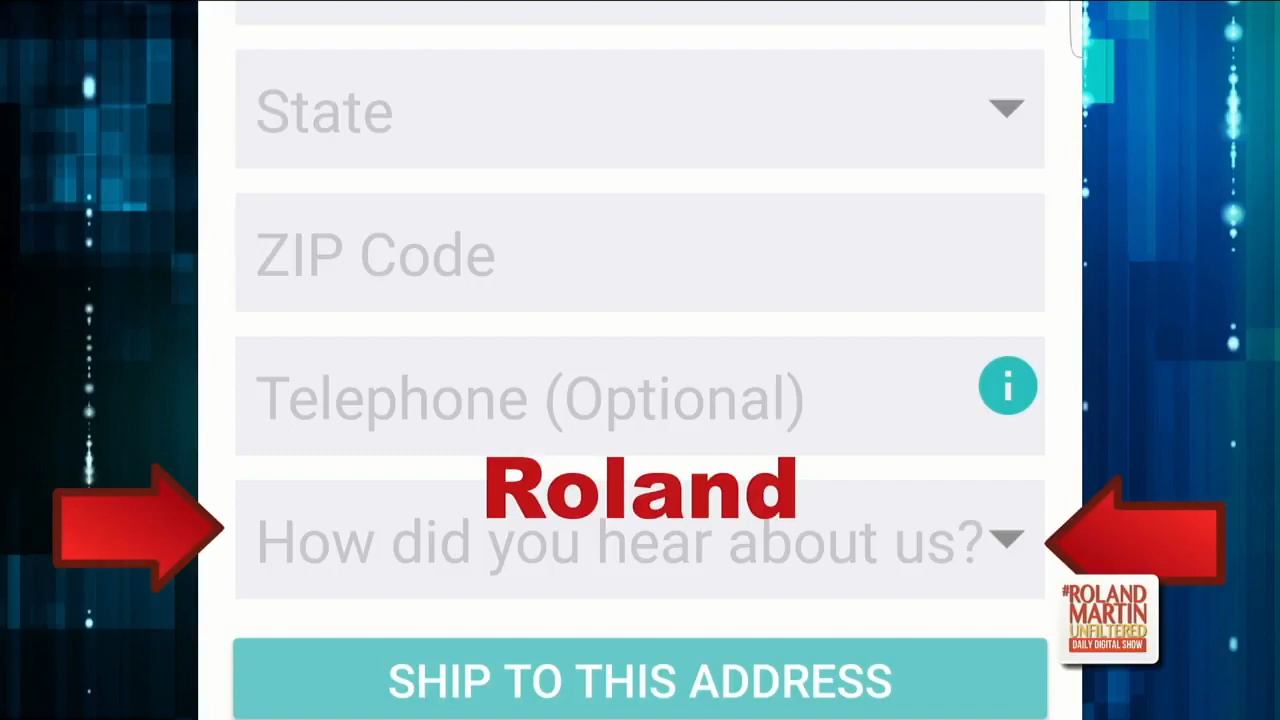 State
ZIP Code
Telephone (Optional)
i
Roland
How did you hear about us?
SHIP TO THIS ADDRESS
#ROLAND
MARTIN
UNFILTERED
DAILY DIGITAL SHOW